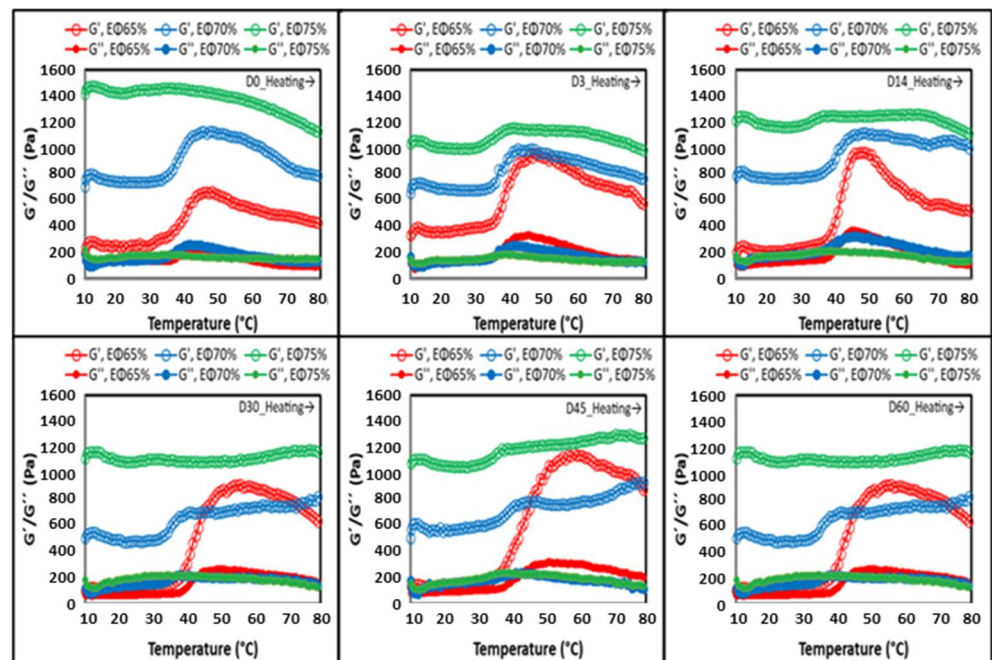 G', EΦ65% G', EΦ70% G', EΦ75%
G'', EΦ65% G'', EΦ70% G'', EΦ75%
D0_Heating→
G′/G′′ (Pa)
1600
1400
1200
1000
800
600
400
200
0
10 20 30 40 50 60 70 80
Temperature (°C)
G', EΦ65% G', EΦ70% G', EΦ75%
G'', EΦ65% G'', EΦ70% G'', EΦ75%
D3_Heating→
G′/G′′ (Pa)
1600
1400
1200
1000
800
600
400
200
0
10 20 30 40 50 60 70 80
Temperature (°C)
G', EΦ65% G', EΦ70% G', EΦ75%
G'', EΦ65% G'', EΦ70% G'', EΦ75%
D14_Heating→
G′/G′′ (Pa)
1600
1400
1200
1000
800
600
400
200
0
10 20 30 40 50 60 70 80
Temperature (°C)
G', EΦ65% G', EΦ70% G', EΦ75%
G'', EΦ65% G'', EΦ70% G'', EΦ75%
D30_Heating→
G′/G′′ (Pa)
1600
1400
1200
1000
800
600
400
200
0
10 20 30 40 50 60 70 80
Temperature (°C)
G', EΦ65% G', EΦ70% G', EΦ75%
G'', EΦ65% G'', EΦ70% G'', EΦ75%
D45_Heating→
G′/G′′ (Pa)
1600
1400
1200
1000
800
600
400
200
0
10 20 30 40 50 60 70 80
Temperature (°C)
G', EΦ65% G', EΦ70% G', EΦ75%
G'', EΦ65% G'', EΦ70% G'', EΦ75%
D60_Heating→
G′/G′′ (Pa)
1600
1400
1200
1000
800
600
400
200
0
10 20 30 40 50 60 70 80
Temperature (°C)